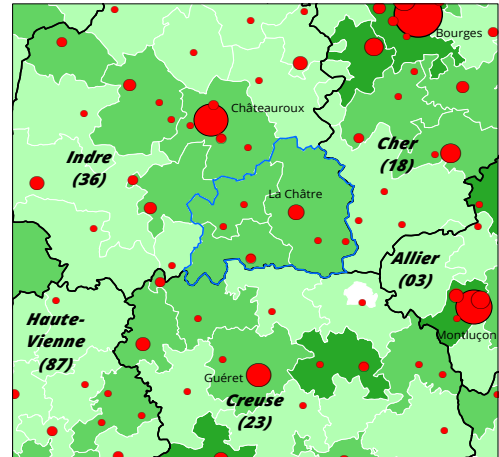 Bourges
Châteauroux
Cher
(18)
Indre
(36)
La Châtre
Allier
(03)
Haute-
Vienne
(87)
Montluçon
Guéret
Creuse
(23)